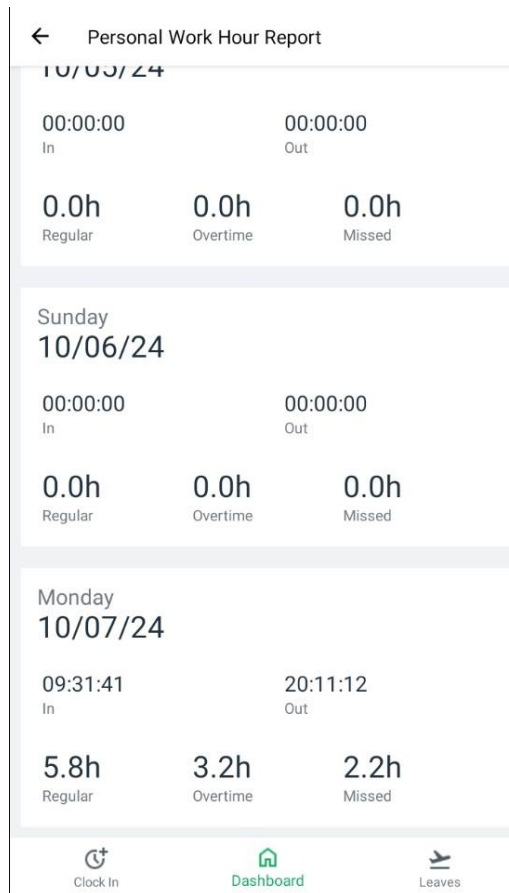 Personal Work Hour Report
10/05/24
00:00:00 00:00:00
In Out
0.0h 0.0h 0.0h
Regular Overtime Missed
Sunday
10/06/24
00:00:00 00:00:00
In Out
0.0h 0.0h 0.0h
Regular Overtime Missed
Monday
10/07/24
09:31:41 20:11:12
In Out
5.8h 3.2h 2.2h
Regular Overtime Missed
Clock In Dashboard Leaves